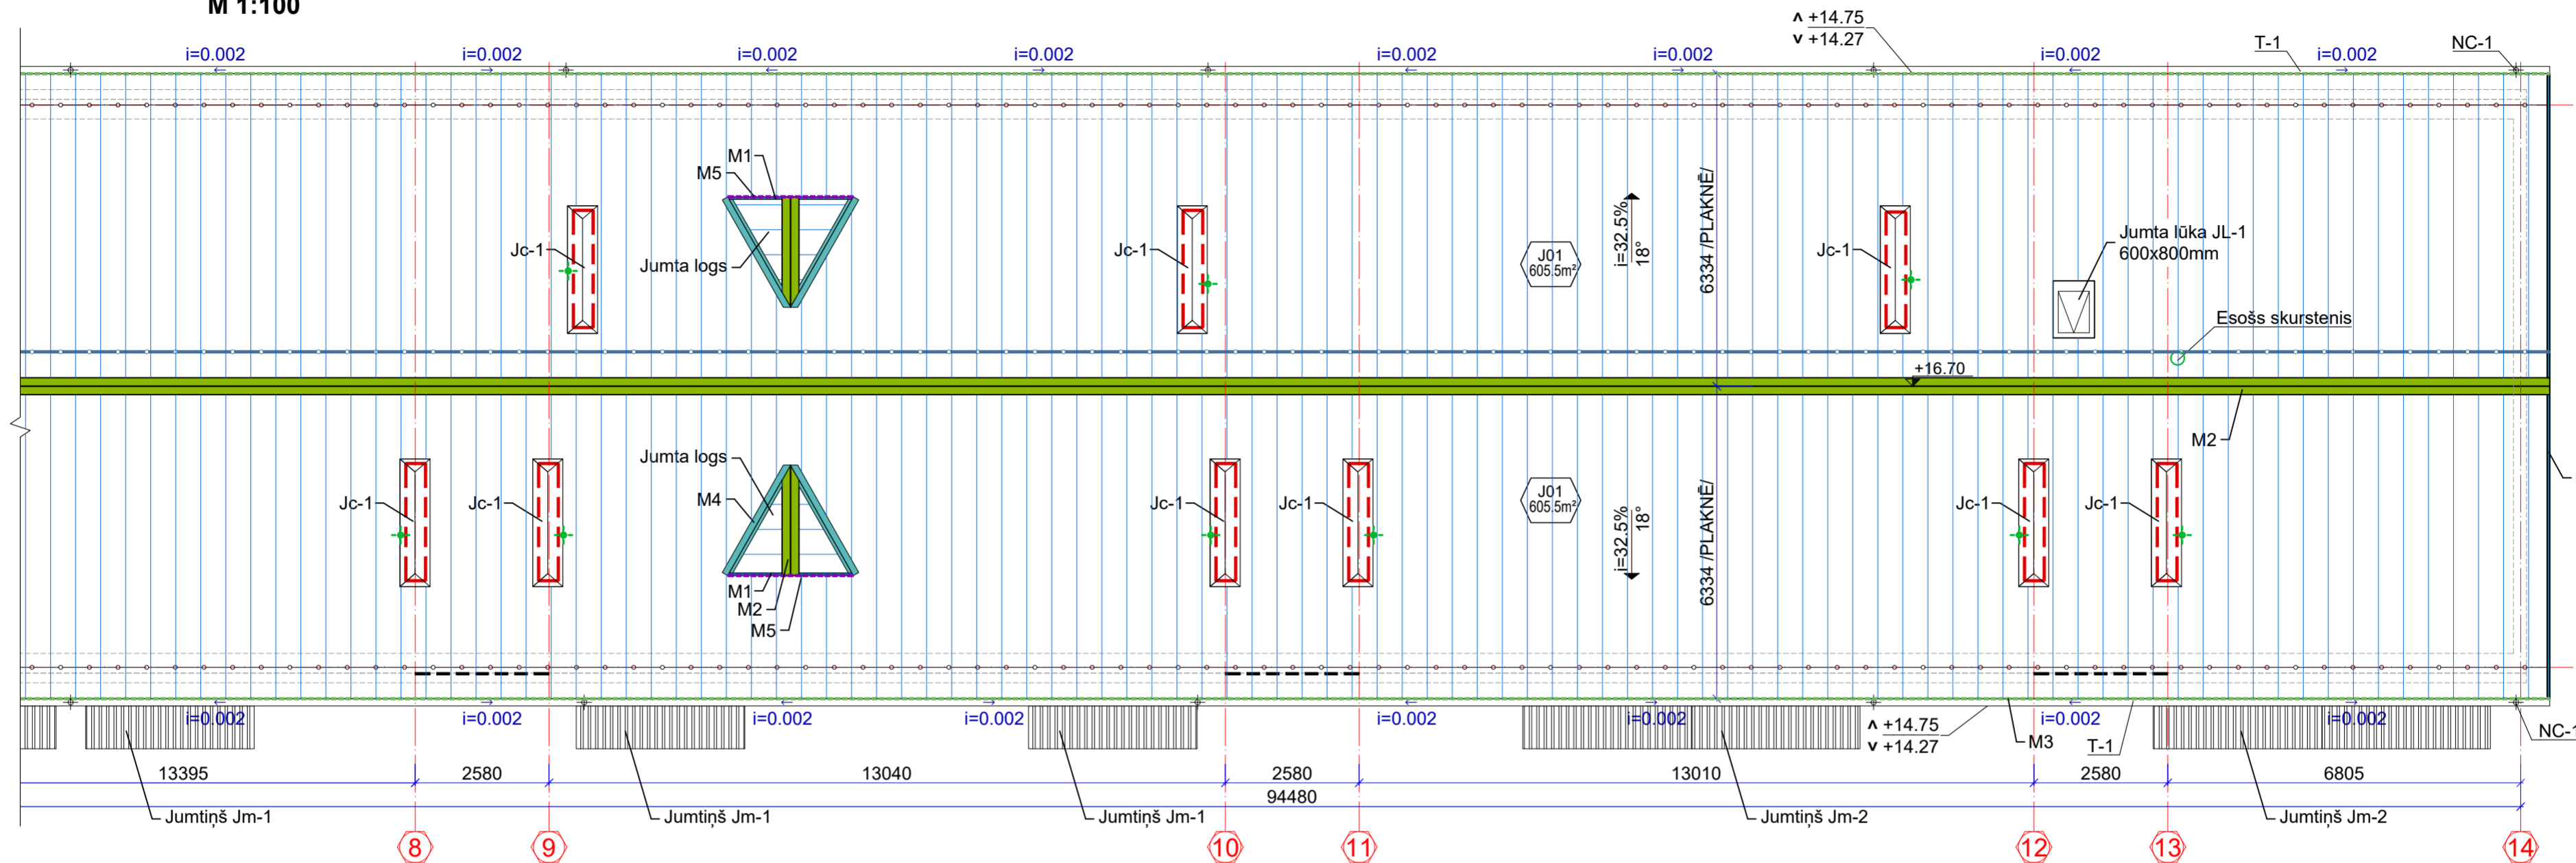 M 1:100
ʌ +14.75
v +14.27
i=0.002
i=0.002
i=0.002
i=0.002
i=0.002
i=0.002
i=0.002
T-1
i=0.002
NC-1
M1
M5
Jc-1
Jumta logs
Jc-1
J01
605.5m²
i=32.5%
18°
6334 /PLAKNĒ/
Jc-1
Jumta lūka JL-1
600x800mm
Esošs skurstenis
+16.70
M2
Jumta logs
M4
Jc-1
Jc-1
Jc-1
Jc-1
J01
605.5m²
i=32.5%
18°
6334 /PLAKNĒ/
Jc-1
Jc-1
M1
M2
M5
i=0.002
i=0.002
i=0.002
i=0.002
i=0.002
i=0.002
ʌ +14.75
v +14.27
i=0.002
i=0.002
M3
T-1
NC-1
13395
2580
13040
2580
13010
2580
6805
94480
Jumtiņš Jm-1
Jumtiņš Jm-1
Jumtiņš Jm-1
Jumtiņš Jm-2
Jumtiņš Jm-2
8
9
10
11
12
13
14